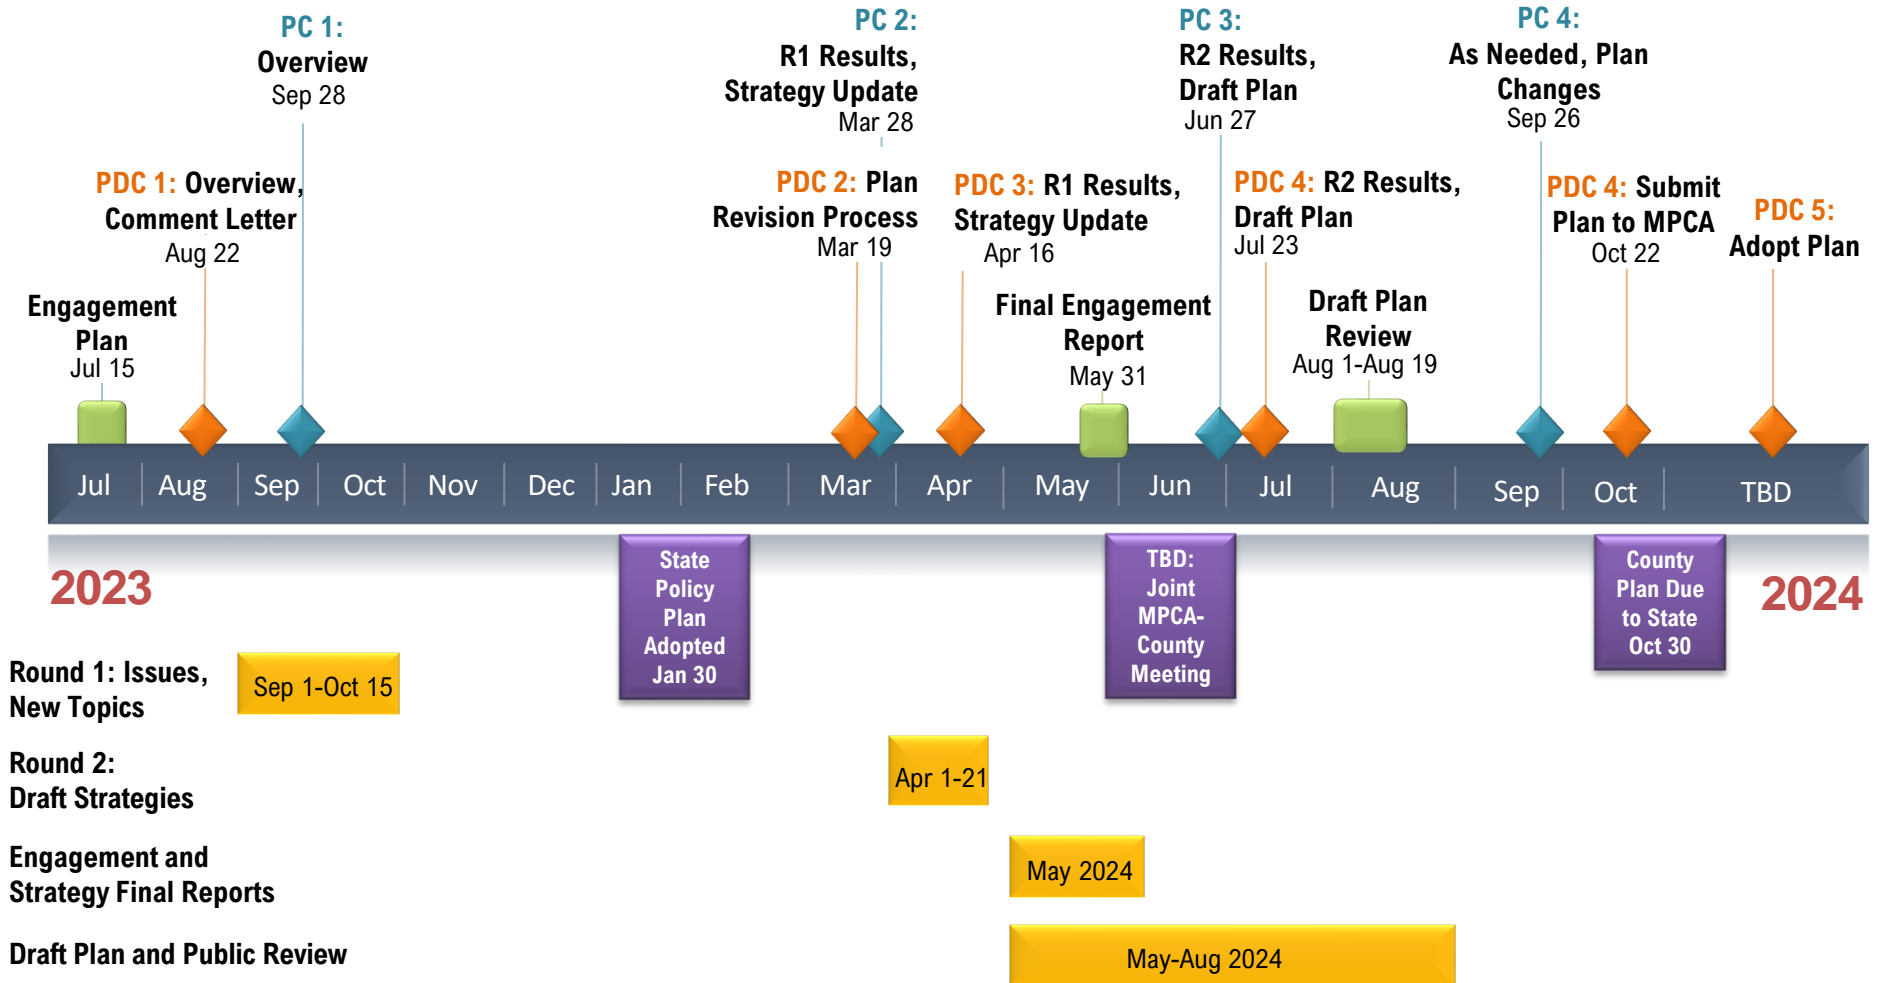 PC 1:
Overview
Sep 28
PC 2:
R1 Results,
Strategy Update
Mar 28
PC 3:
R2 Results,
Draft Plan
Jun 27
PC 4:
As Needed, Plan
Changes
Sep 26
PDC 1: Overview,
Comment Letter
Aug 22
PDC 2: Plan
Revision Process
Mar 19
PDC 3: R1 Results,
Strategy Update
Apr 16
PDC 4: R2 Results,
Draft Plan
Jul 23
PDC 4: Submit
Plan to MPCA
Oct 22
PDC 5:
Adopt Plan
Engagement
Plan
Jul 15
Final Engagement
Report
May 31
Draft Plan
Review
Aug 1-Aug 19
Jul Aug Sep Oct Nov Dec Jan Feb Mar Apr May Jun Jul Aug Sep Oct TBD
2023
State
Policy
Plan
Adopted
Jan 30
TBD:
Joint
MPCA-
County
Meeting
County
Plan Due
to State
Oct 30
2024
Round 1: Issues,
New Topics
Sep 1-Oct 15
Round 2:
Draft Strategies
Apr 1-21
Engagement and
Strategy Final Reports
May 2024
Draft Plan and Public Review
May-Aug 2024